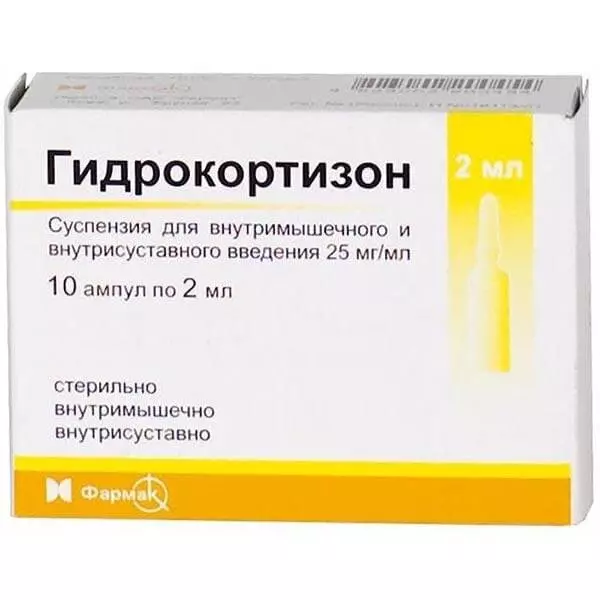 Гидрокортизон
2 мл
Суспензия для внутримышечного и
внутрисуставного введения 25 мг/мл
10 ампул по 2 мл
стерильно
внутримышечно
внутрисуставно
Фармак